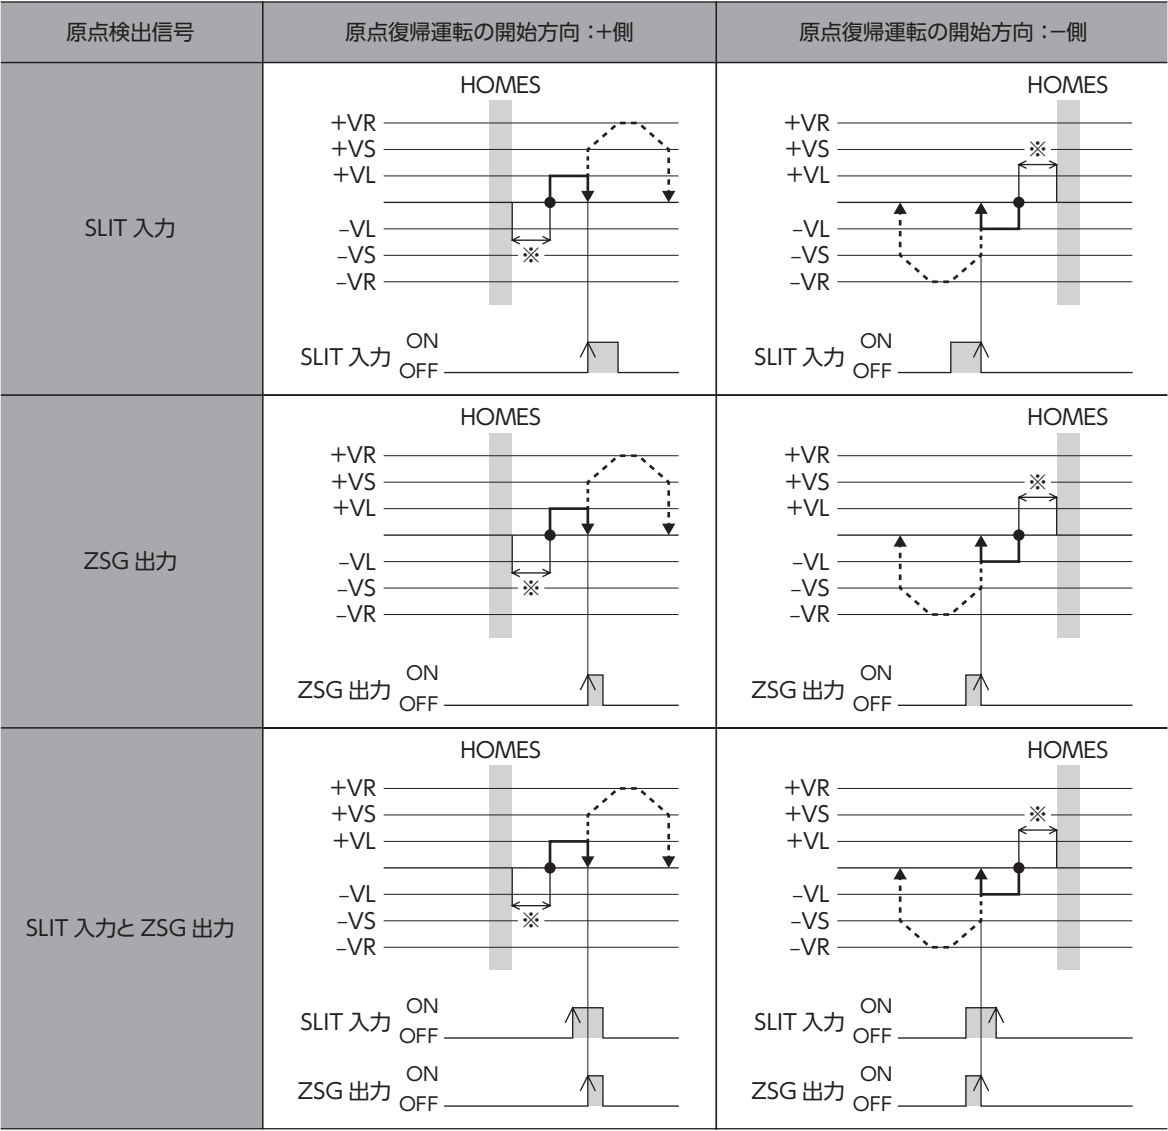 原点検出信号
原点復帰運転の開始方向：＋側
原点復帰運転の開始方向：－側
SLIT 入力
HOMES
+VR
+VS
+VL
–VL
※
–VS
–VR
SLIT 入力
ON
OFF
HOMES
+VR
+VS
※
+VL
–VL
–VS
–VR
SLIT 入力
ON
OFF
ZSG 出力
HOMES
+VR
+VS
+VL
–VL
–VS
※
–VR
ZSG 出力
ON
OFF
HOMES
+VR
+VS
※
+VL
–VL
–VS
–VR
ZSG 出力
ON
OFF
SLIT 入力と ZSG 出力
HOMES
+VR
+VS
+VL
–VL
–VS
※
–VR
SLIT 入力
ON
OFF
ZSG 出力
ON
OFF
HOMES
+VR
+VS
※
+VL
–VL
–VS
–VR
SLIT 入力
ON
OFF
ZSG 出力
ON
OFF